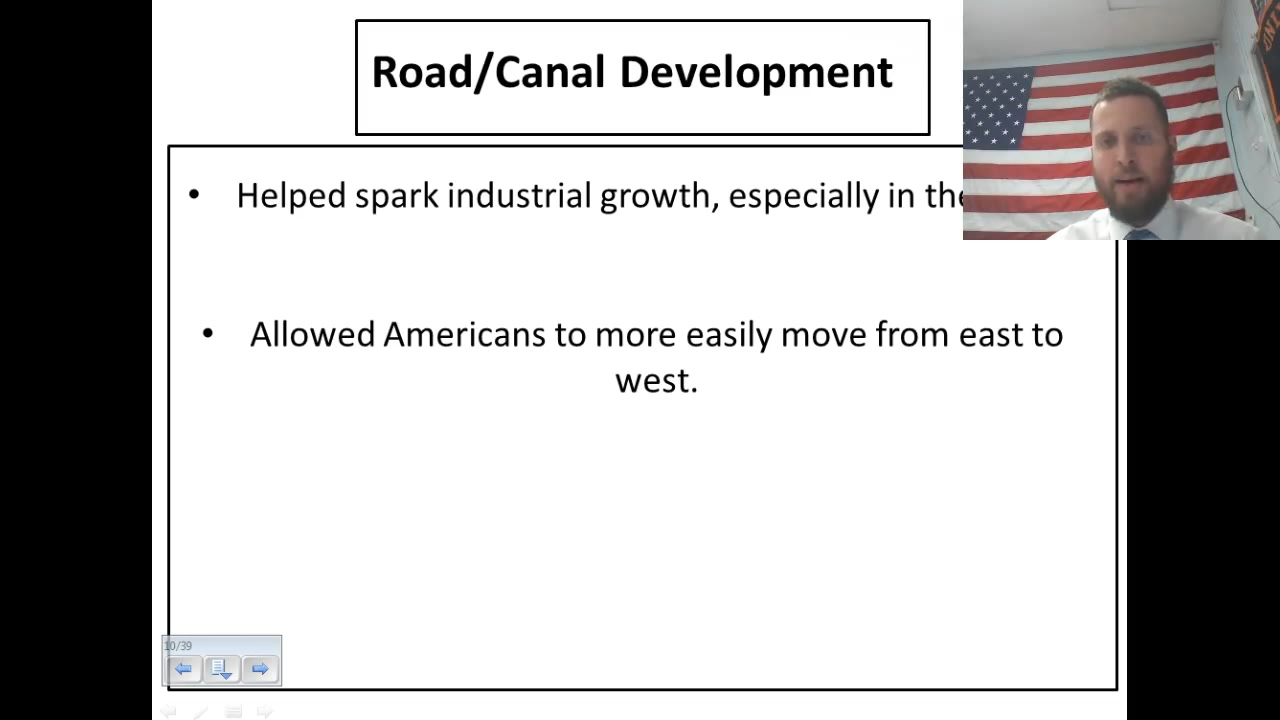 Road/Canal Development
• Helped spark industrial growth, especially in the
• Allowed Americans to more easily move from east to
west.
10/39